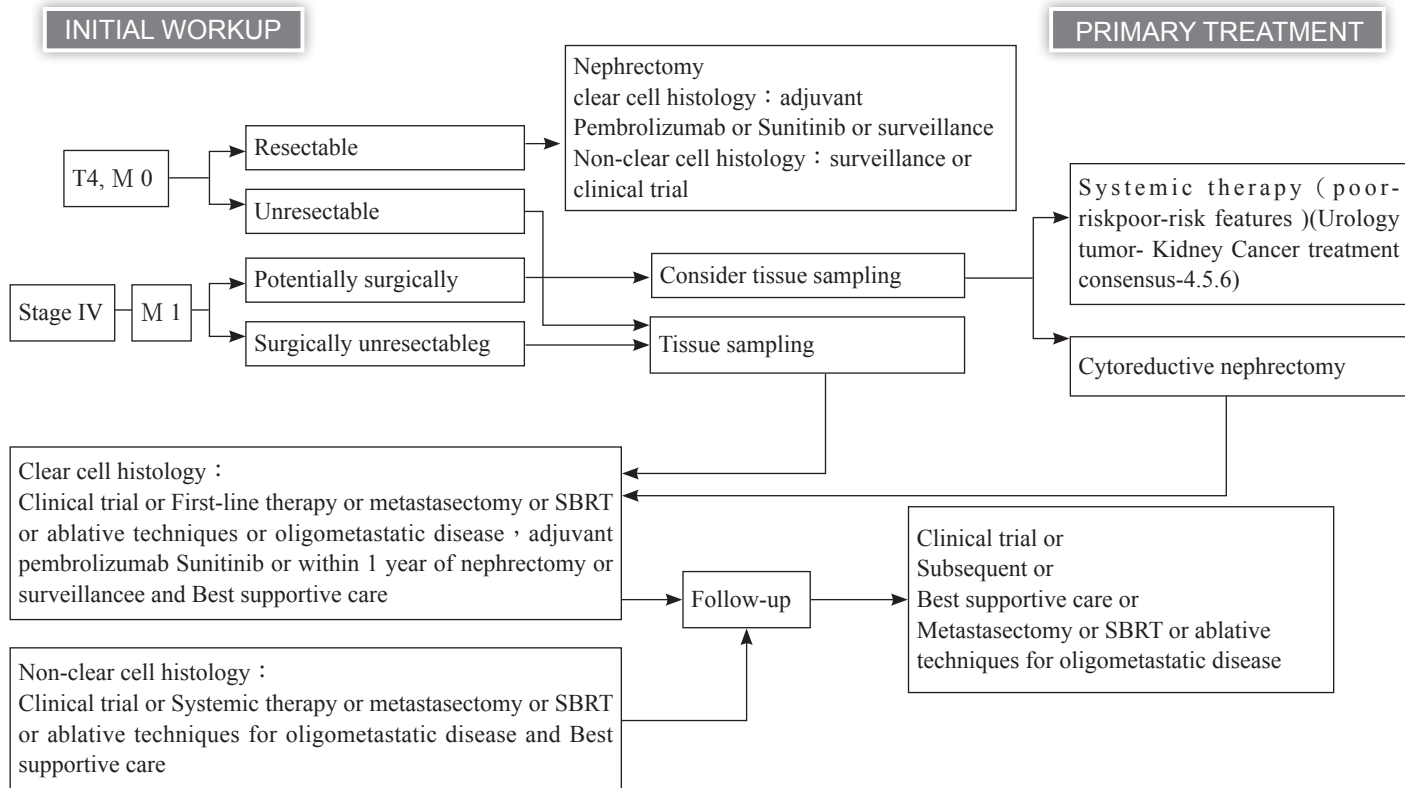 INITIAL WORKUP
PRIMARY TREATMENT
Nephrectomy
clear cell histology：adjuvant
Pembrolizumab or Sunitinib or surveillance
Non-clear cell histology：surveillance or
clinical trial
T4, M 0
Resectable
Unresectable
Stage IV
M 1
Potentially surgically
Surgically unresectableg
Consider tissue sampling
Tissue sampling
Systemic therapy（poor-
riskpoor-risk features )(Urology
tumor- Kidney Cancer treatment
consensus-4.5.6)
Cytoreductive nephrectomy
Clear cell histology：
Clinical trial or First-line therapy or metastasectomy or SBRT
or ablative techniques or oligometastatic disease，adjuvant
pembrolizumab Sunitinib or within 1 year of nephrectomy or
surveillancee and Best supportive care
Non-clear cell histology：
Clinical trial or Systemic therapy or metastasectomy or SBRT
or ablative techniques for oligometastatic disease and Best
supportive care
Follow-up
Clinical trial or
Subsequent or
Best supportive care or
Metastasectomy or SBRT or ablative
techniques for oligometastatic disease